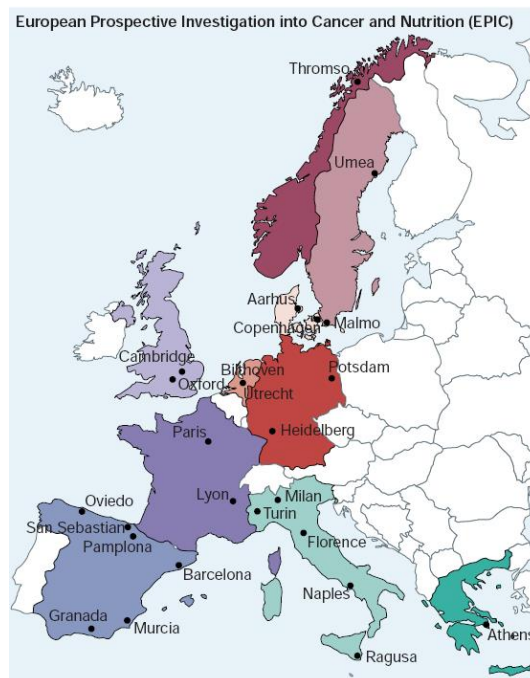 European Prospective Investigation into Cancer and Nutrition (EPIC)
Thromso
Umea
Aarhus
Copenhagen
Malmo
Cambridge
Bilthoven
Potsdam
Oxford
Utrecht
Paris
Heidelberg
Lyon
Milan
Turin
Oviedo
San Sebastian
Pamplona
Florence
Barcelona
Naples
Granada
Murcia
Athens
Ragusa